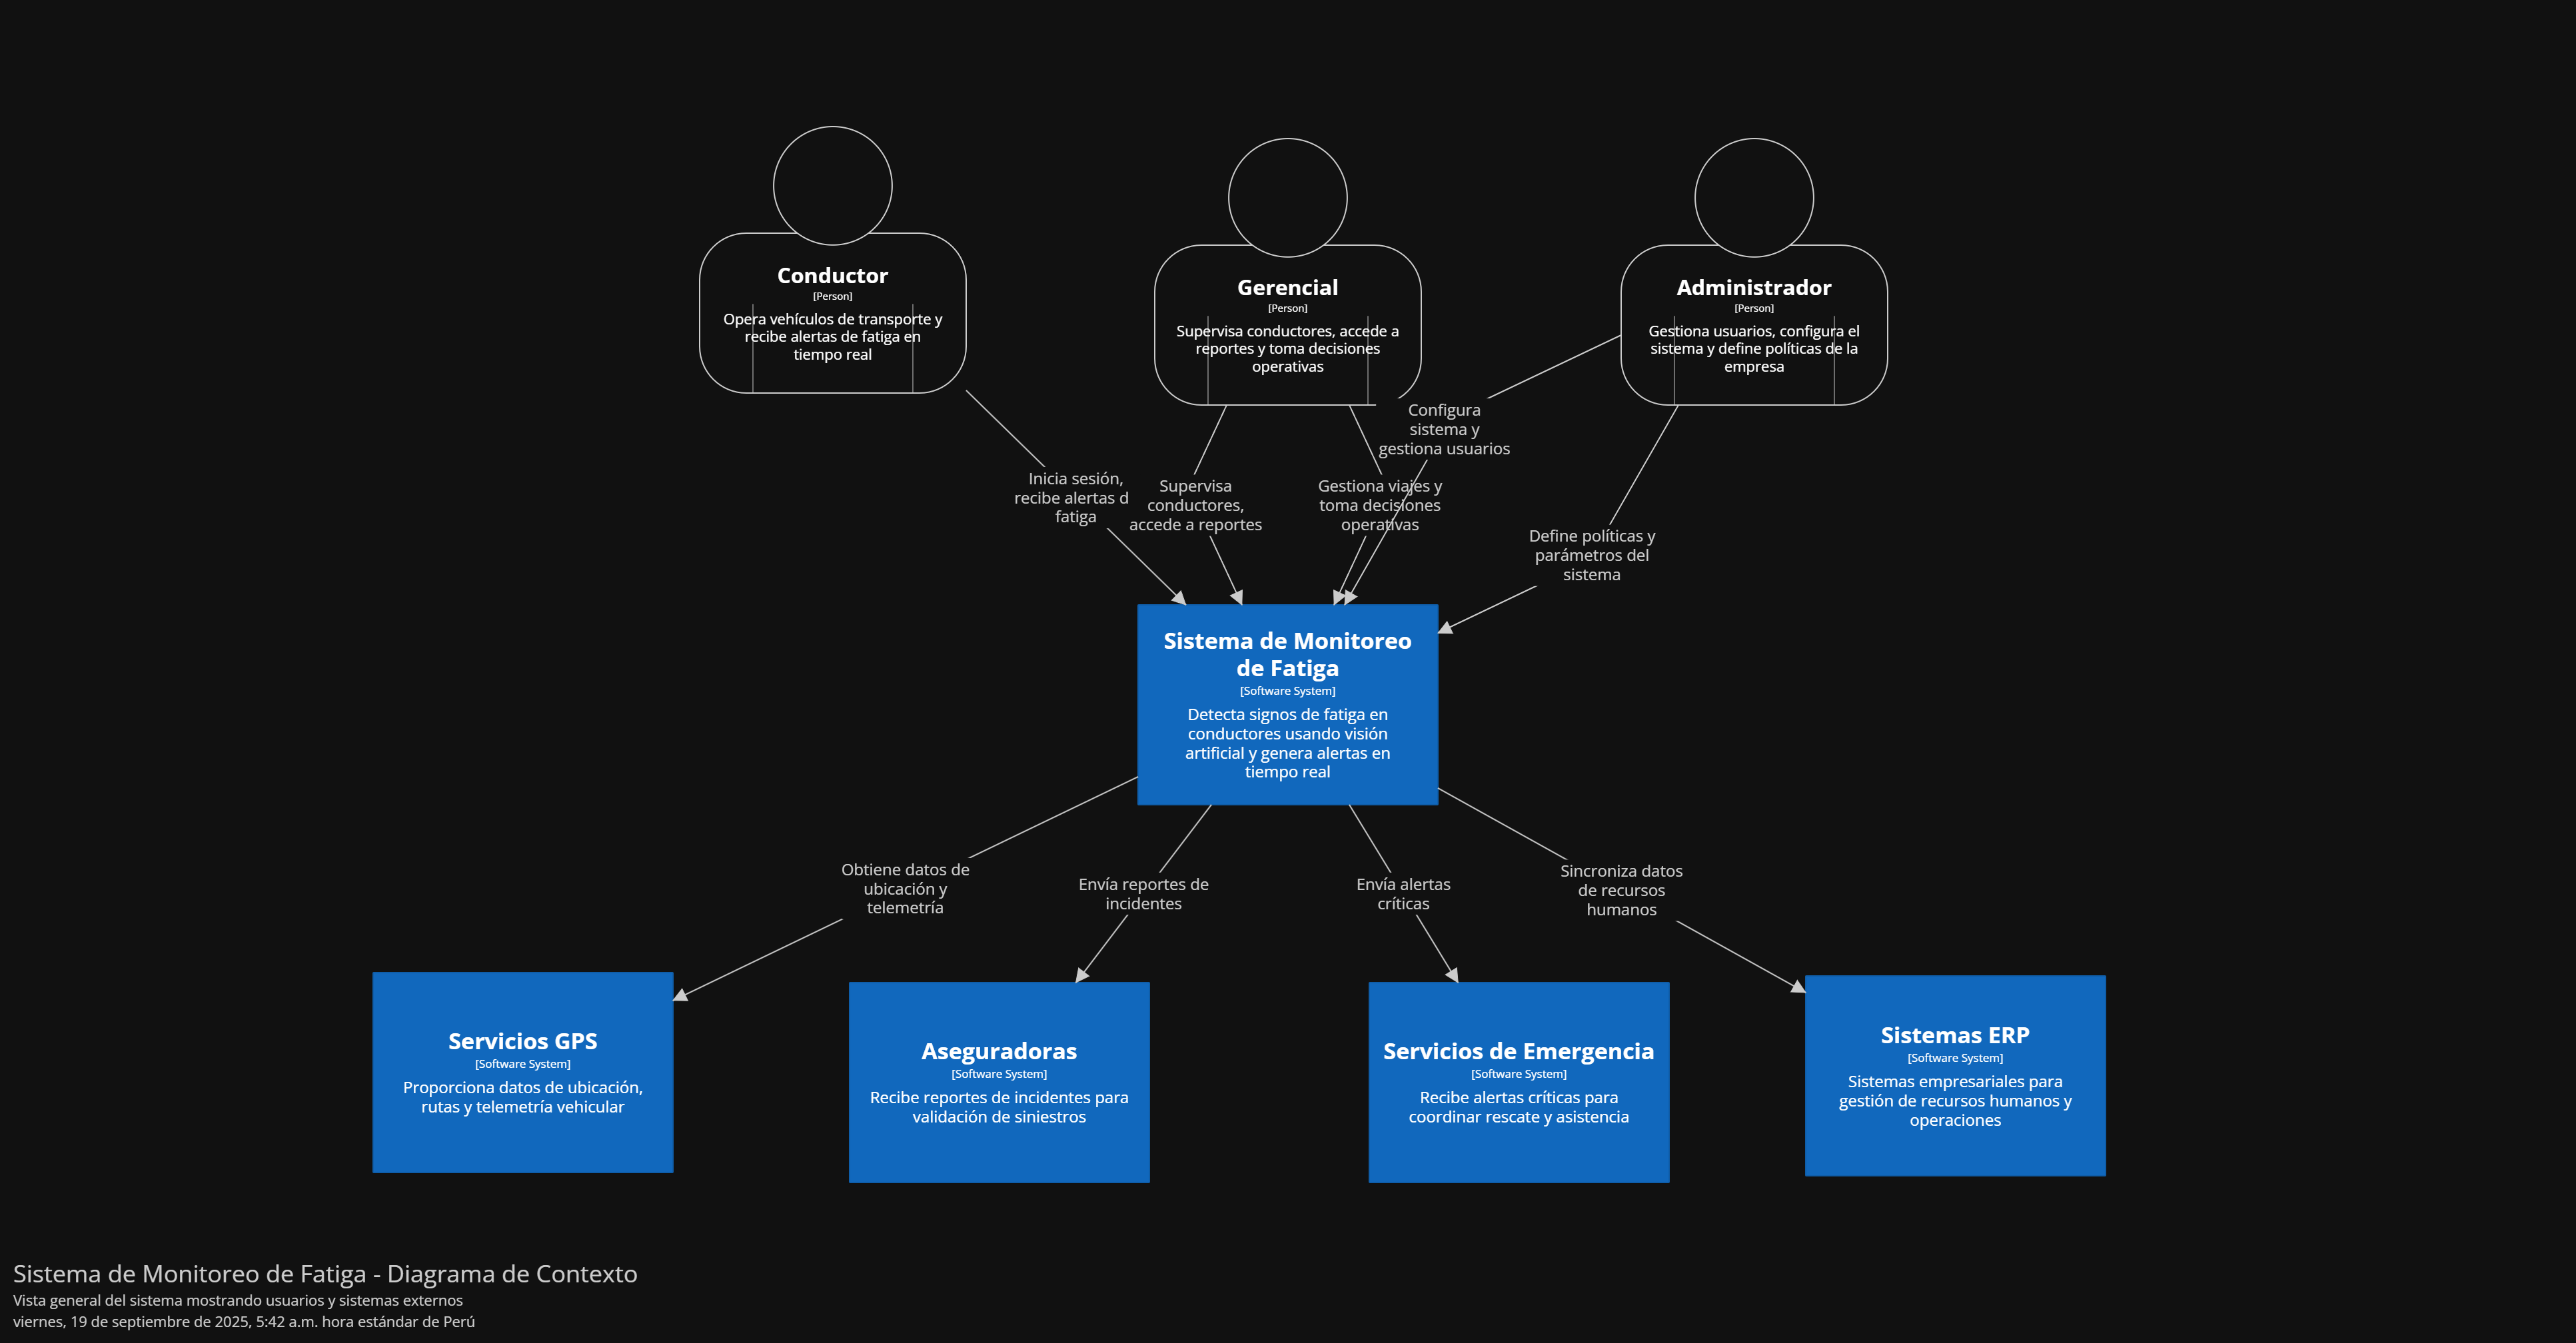 Conductor
[Person]
Opera vehículos de transporte y
recibe alertas de fatiga en
tiempo real
Gerencial
[Person]
Supervisa conductores, accede a
reportes y toma decisiones
operativas
Administrador
[Person]
Gestiona usuarios, configura el
sistema y define políticas de la
empresa
Inicia sesión,
recibe alertas d
fatiga
Supervisa
conductores,
accede a reportes
Gestiona viajes y
toma decisiones
operativas
Configura
sistema y
gestiona usuarios
Define políticas y
parámetros del
sistema
Sistema de Monitoreo
de Fatiga
[Software System]
Detecta signos de fatiga en
conductores usando visión
artificial y genera alertas en
tiempo real
Obtiene datos de
ubicación y
telemetría
Envía reportes de
incidentes
Envía alertas
críticas
Sincroniza datos
de recursos
humanos
Servicios GPS
[Software System]
Proporciona datos de ubicación,
rutas y telemetría vehicular
Aseguradoras
[Software System]
Recibe reportes de incidentes para
validación de siniestros
Servicios de Emergencia
[Software System]
Recibe alertas críticas para
coordinar rescate y asistencia
Sistemas ERP
[Software System]
Sistemas empresariales para
gestión de recursos humanos y
operaciones
Sistema de Monitoreo de Fatiga - Diagrama de Contexto
Vista general del sistema mostrando usuarios y sistemas externos
viernes, 19 de septiembre de 2025, 5:42 a.m. hora estándar de Perú